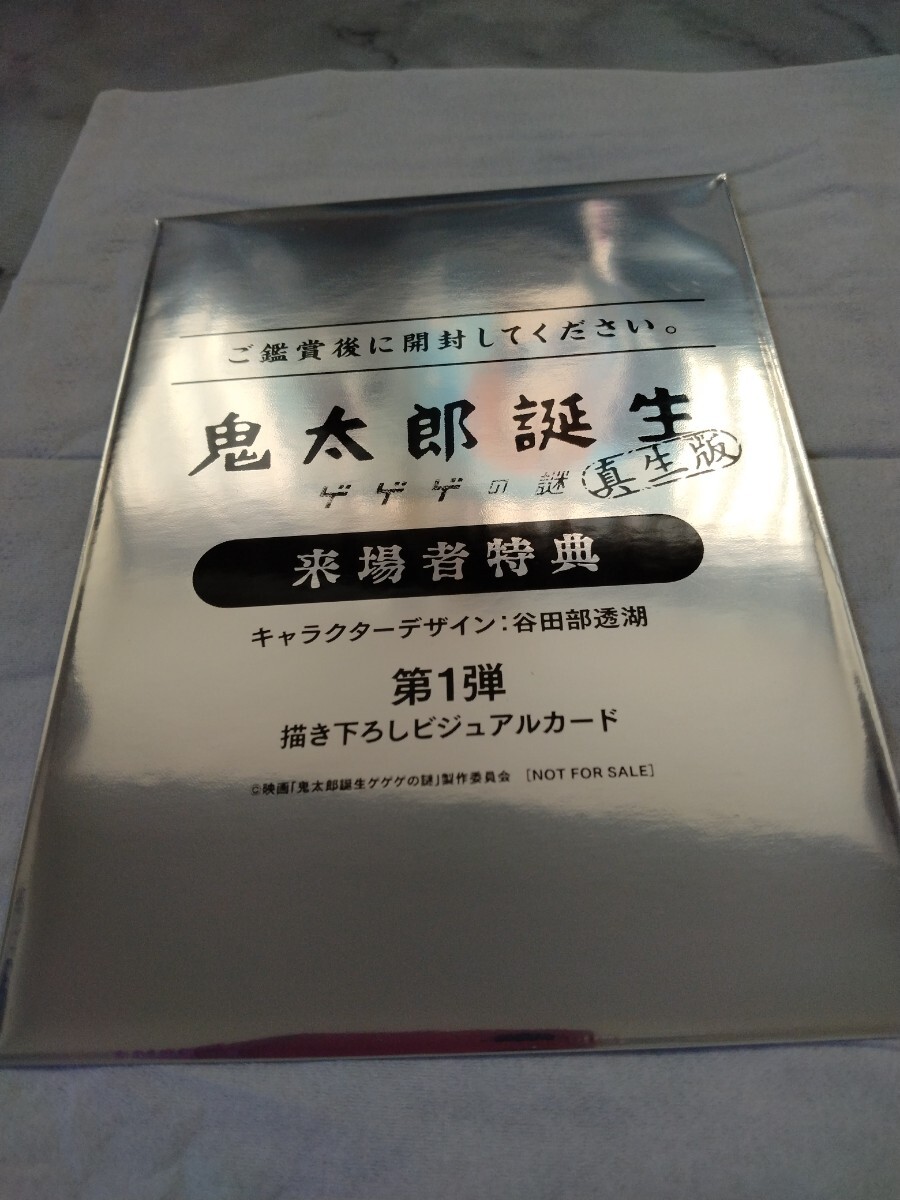 ご鑑賞後に開封してください。
鬼太郎誕生
ゲゲゲの謎 真生版
来場者特典
キャラクターデザイン:谷田部透湖
第1弾
描き下ろしビジュアルカード
©映画「鬼太郎誕生ゲゲゲの謎」製作委員会 [NOT FOR SALE]